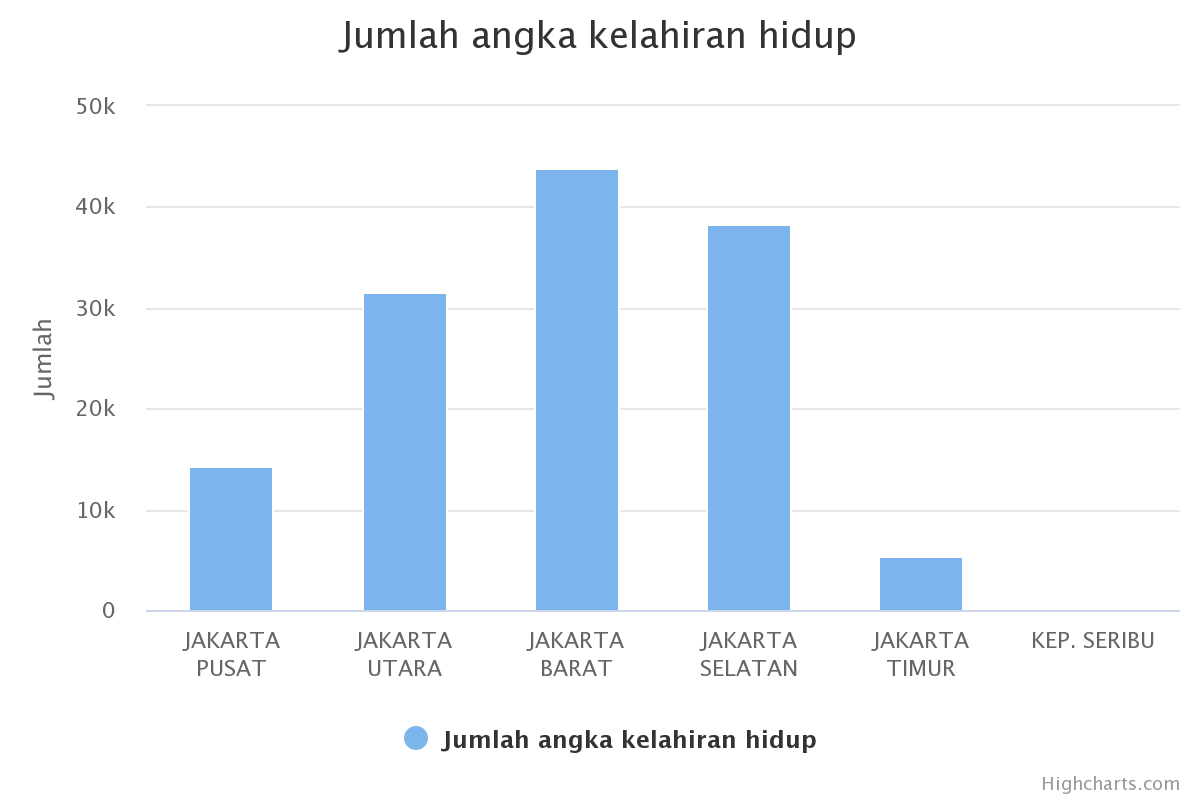 Jumlah angka kelahiran hidup
50k
40k
30k
20k
10k
0
Jumlah
JAKARTA
PUSAT
JAKARTA
UTARA
JAKARTA
BARAT
JAKARTA
SELATAN
JAKARTA
TIMUR
KEP. SERIBU
Jumlah angka kelahiran hidup
Highcharts.com